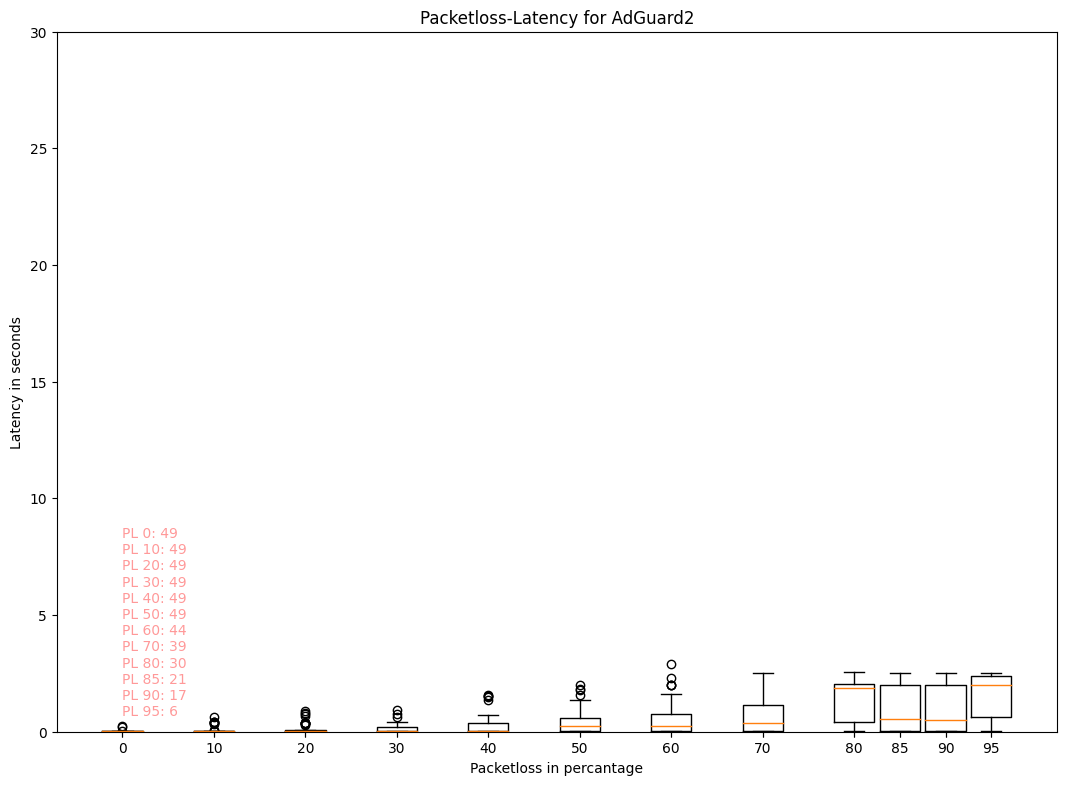 Packetloss-Latency for AdGuard2
30
25
20
15
10
5
0
Latency in seconds
PL 0: 49
PL 10: 49
PL 20: 49
PL 30: 49
PL 40: 49
PL 50: 49
PL 60: 44
PL 70: 39
PL 80: 30
PL 85: 21
PL 90: 17
PL 95: 6
0 10 20 30 40 50 60 70 80 85 90 95
Packetloss in percantage